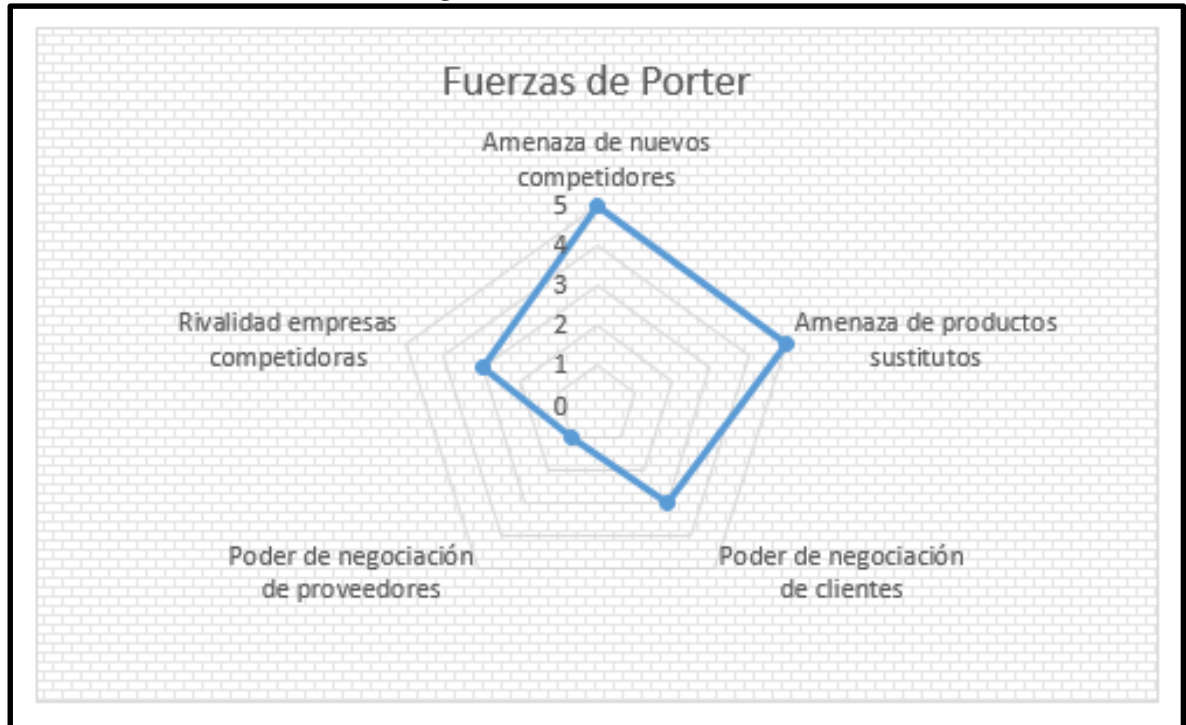 Fuerzas de Porter
Amenaza de nuevos
competidores
5
4
3
2
1
0
Rivalidad empresas
competidoras
Amenaza de productos
sustitutos
Poder de negociación
de proveedores
Poder de negociación
de clientes